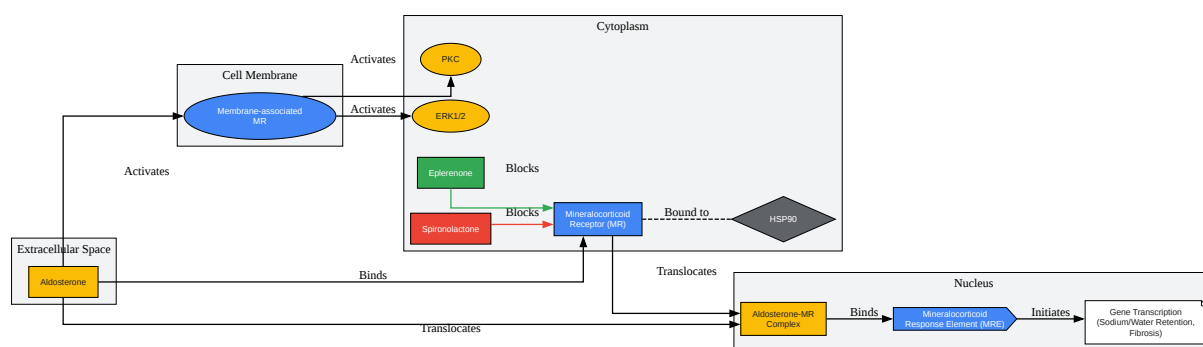 Cytoplasm
Activates
PKC
Cell Membrane
Membrane-associated
MR
Activates
ERK1/2
Activates
Eplerenone
Blocks
Spironolactone
Blocks
Mineralocorticoid
Receptor (MR)
Bound to
HSP90
Extracellular Space
Aldosterone
Binds
Translocates
Translocates
Nucleus
Aldosterone-MR
Complex
Binds
Mineralocorticoid
Response Element (MRE)
Initiates
Gene Transcription
(Sodium/Water Retention,
Fibrosis)